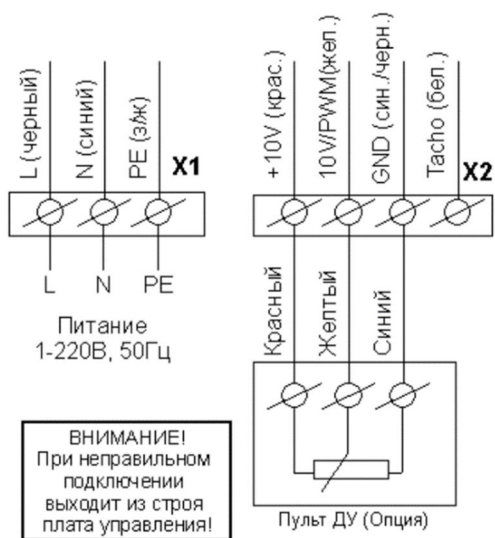 L (черный)
N (синий)
PE (з/ж)
X1
L
N
PE
Питание
1-220В, 50Гц
+10V (крас.)
10V/PWM(жел.)
GND (син./черн.)
Tacho (бел.)
X2
Красный
Желтый
Синий
Пульт ДУ (Опция)
ВНИМАНИЕ!
При неправильном
подключении
выходит из строя
плата управления!